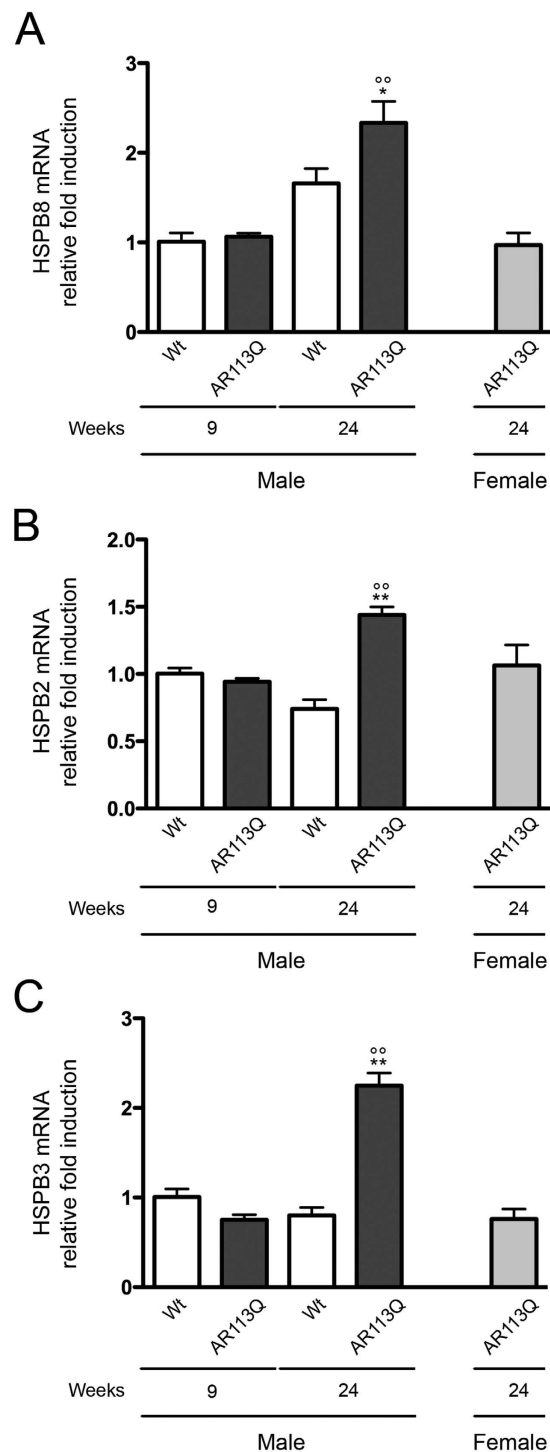 A
HSPB8 mRNA
relative fold induction
3
2
1
0
°°
*
Wt
AR113Q
Wt
AR113Q
AR113Q
Weeks 9 24 24
Male Female
B
HSPB2 mRNA
relative fold induction
2.0
1.5
1.0
0.5
0.0
°°
**
Wt
AR113Q
Wt
AR113Q
AR113Q
Weeks 9 24 24
Male Female
C
HSPB3 mRNA
relative fold induction
3
2
1
0
°°
**
Wt
AR113Q
Wt
AR113Q
AR113Q
Weeks 9 24 24
Male Female